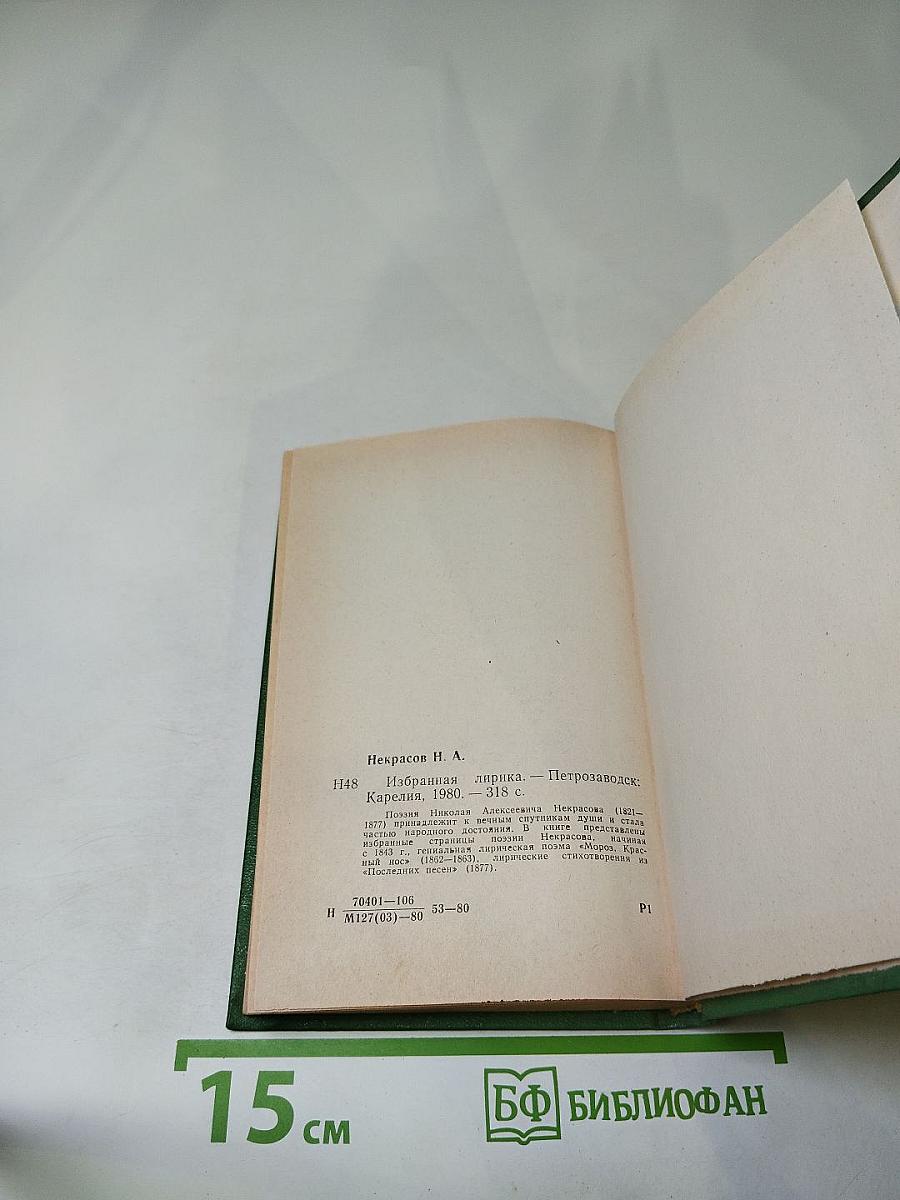 Некрасов Н. А.
Н48 Избранная лирика. — Петрозаводск:
Карелия, 1980. — 318 с.
Поэзия Николая Алексеевича Некрасова (1821—
1877) принадлежит к вечным спутникам души и стала
частью народного достояния. В книге представлены
избранные страницы поэзии Некрасова, начиная
с 1843 г., гениальная лирическая поэма «Мороз, Крас-
ный нос» (1862—1863), лирические стихотворения из
«Последних песен» (1877).
70401—106
Н 53—80 Р1
М127(03)—80
15 см
БФ БИБЛИОФАН